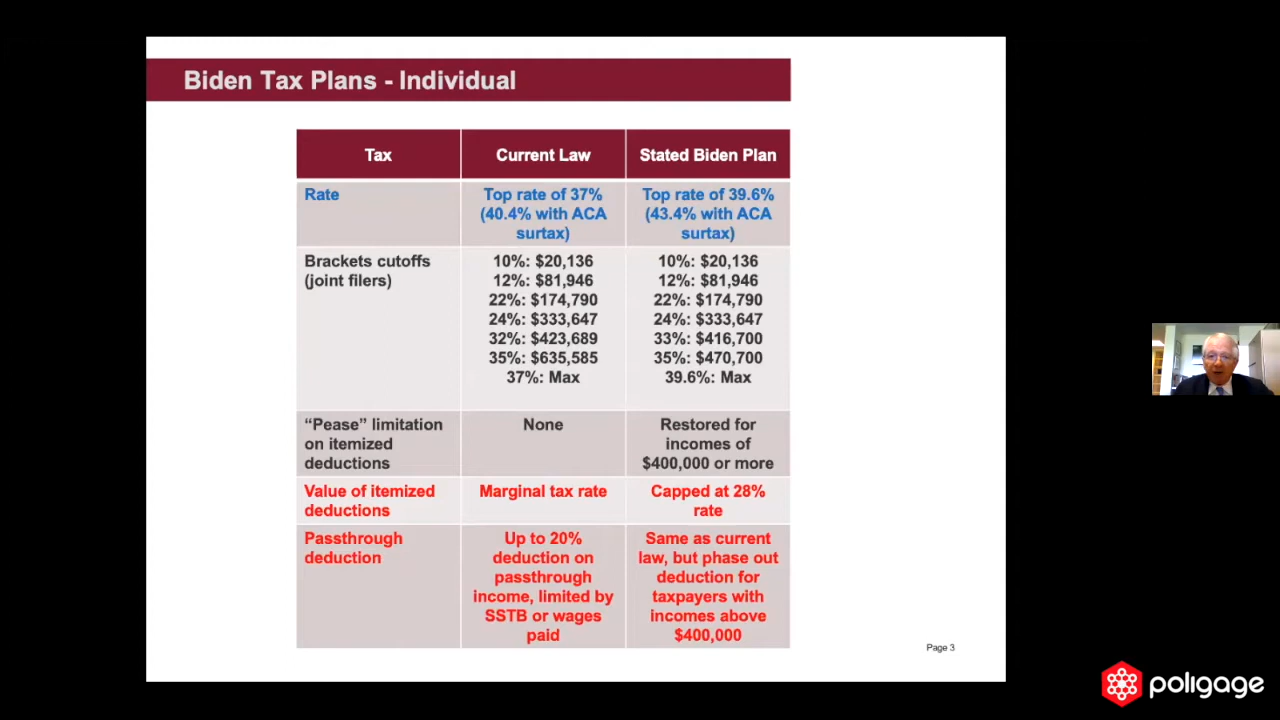 Biden Tax Plans - Individual
Tax
Current Law
Stated Biden Plan
Rate
Top rate of 37%
(40.4% with ACA
surtax)
Top rate of 39.6%
(43.4% with ACA
surtax)
Brackets cutoffs
(joint filers)
10%: $20,136
12%: $81,946
22%: $174,790
24%: $333,647
32%: $423,689
35%: $635,585
37%: Max
10%: $20,136
12%: $81,946
22%: $174,790
24%: $333,647
33%: $416,700
35%: $470,700
39.6%: Max
“Pease” limitation
on itemized
deductions
None
Restored for
incomes of
$400,000 or more
Value of itemized
deductions
Marginal tax rate
Capped at 28%
rate
Passthrough
deduction
Up to 20%
deduction on
passthrough
income, limited by
SSTB or wages
paid
Same as current
law, but phase out
deduction for
taxpayers with
incomes above
$400,000
Page 3
poligage